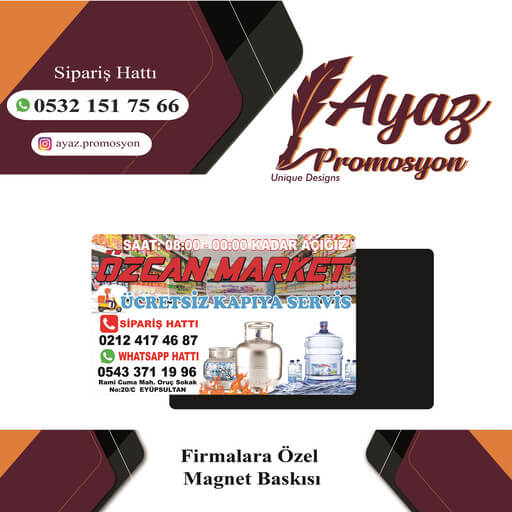 Sipariş Hattı
0532 151 75 66
ayaz.promosyon
Ayaz
Promosyon
Unique Designs
SAAT: 08:00 - 00:00 KADAR AÇIĞIZ
ÖZCAN MARKET
ÜCRETSİZ KAPIYA SERVİS
SİPARİŞ HATTI
0212 417 46 87
WHATSAPP HATTI
0543 371 19 96
Rami Cuma Mah. Oruç Sokak
No:20/C EYÜPSULTAN
Firmalara Özel
Magnet Baskısı